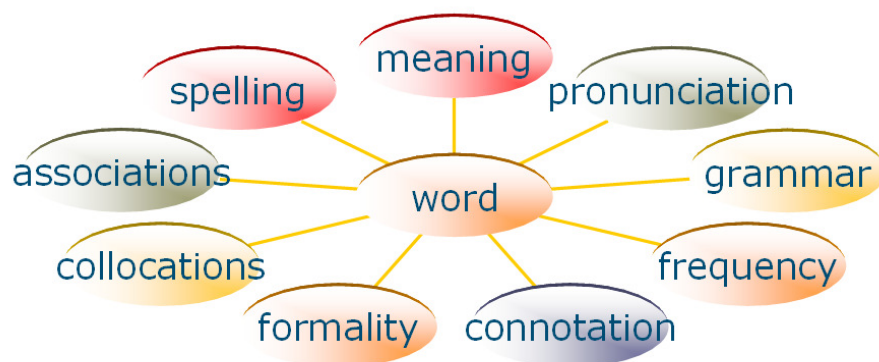 meaning
spelling
pronunciation
associations
grammar
word
collocations
frequency
formality
connotation